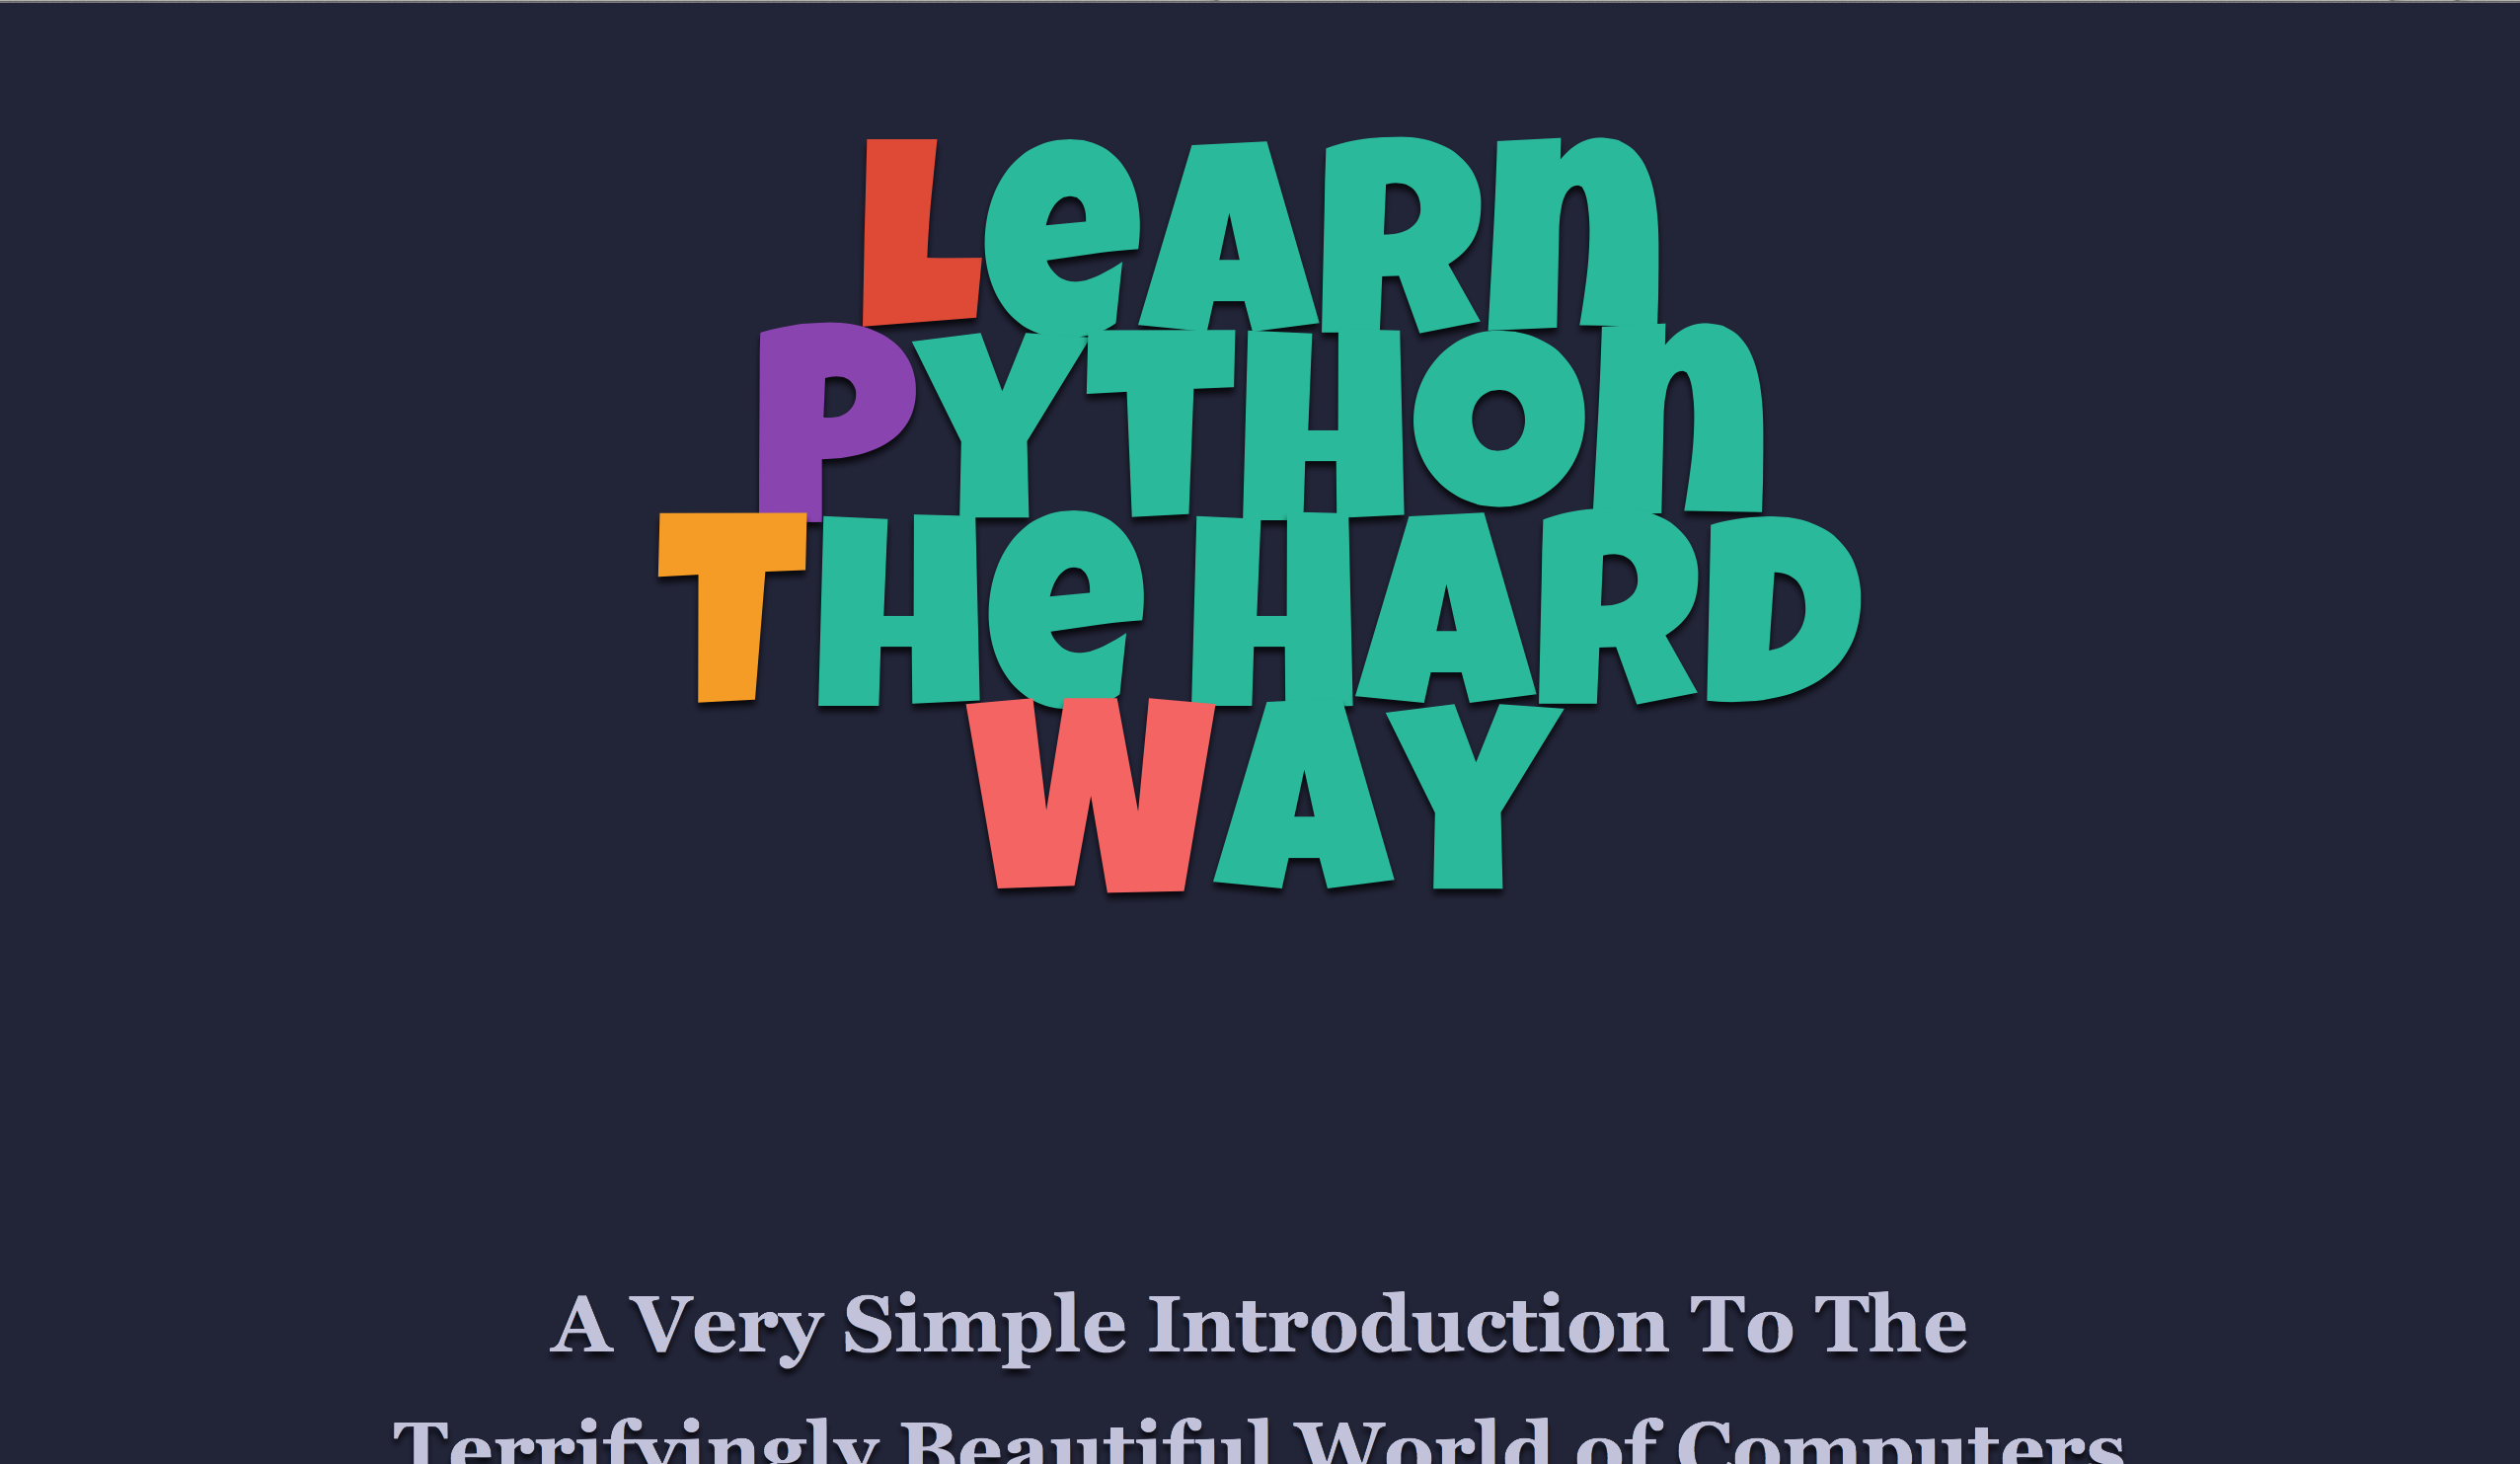 LeARn
PYTHOn
THe HARD
WAY
A Very Simple Introduction To The
Terrifyingly Beautiful World of Computers